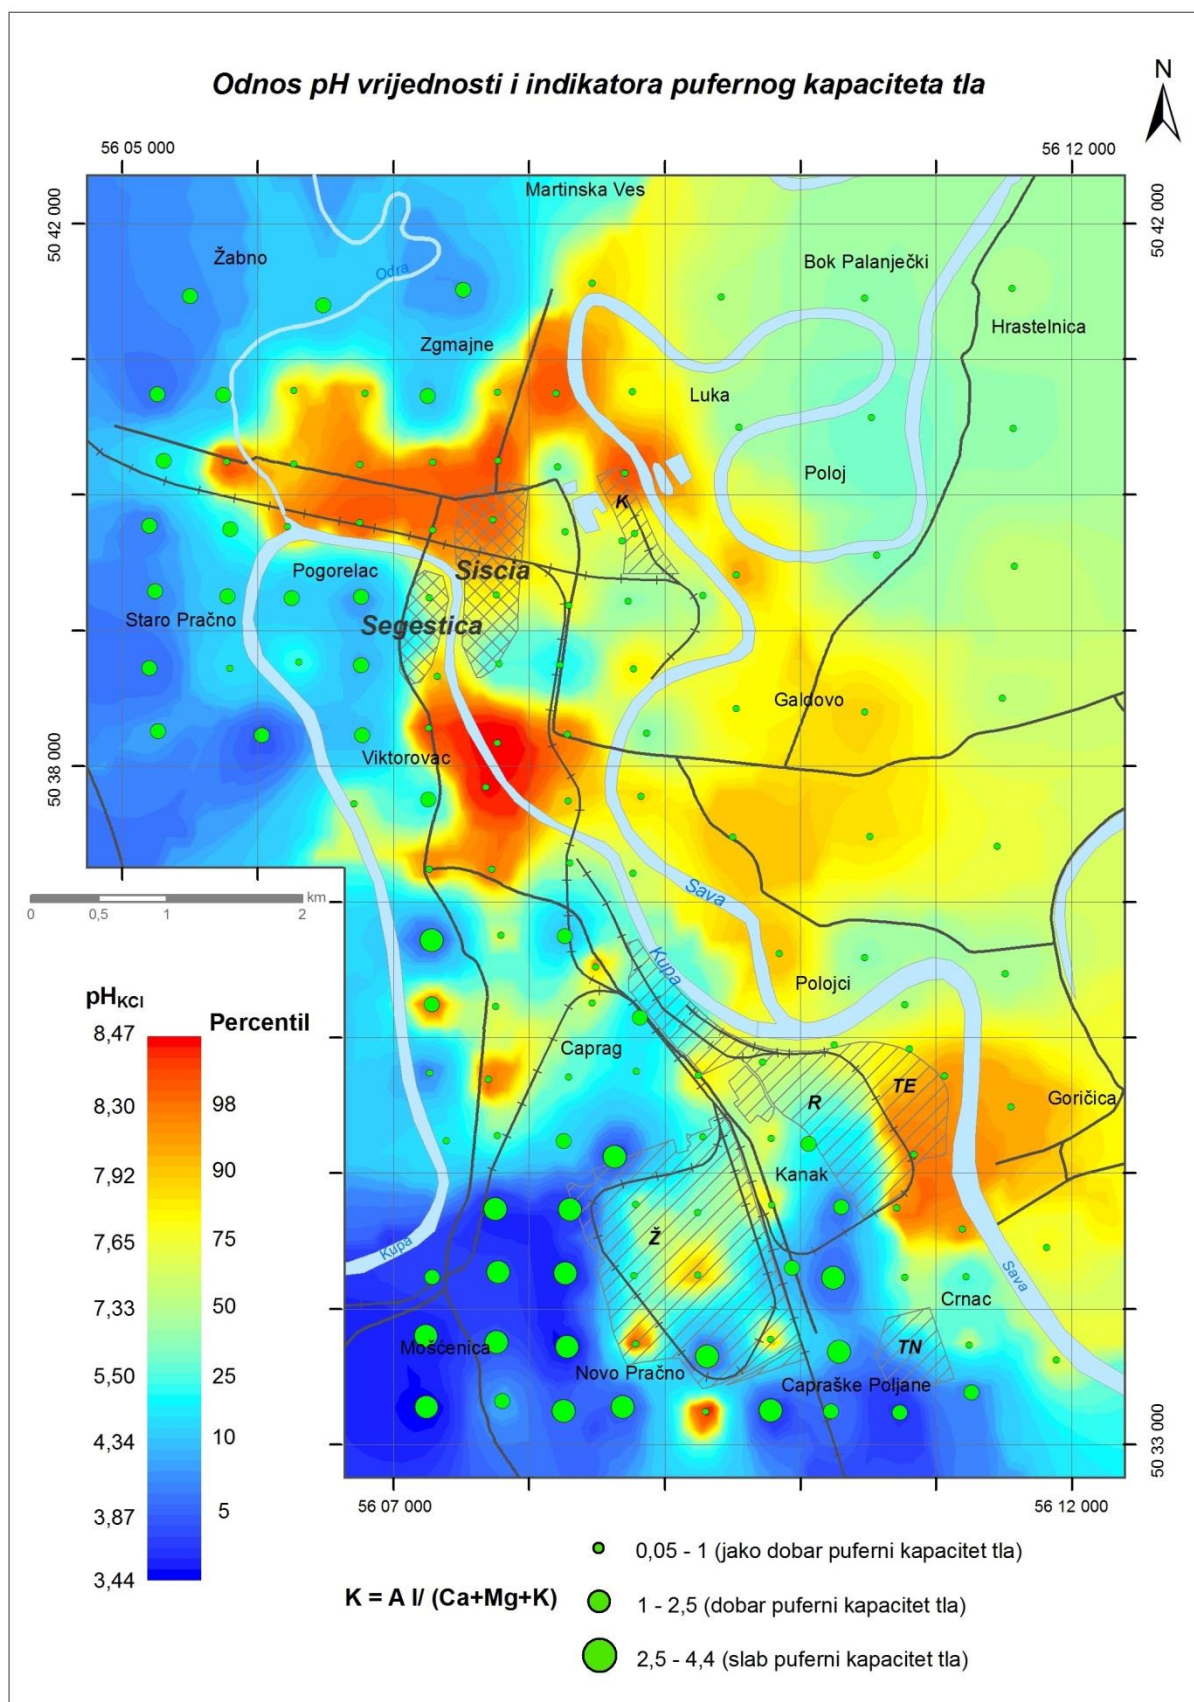 Odnos pH vrijednosti i indikatora pufernog kapaciteta tla
N
56 05 000
56 12 000
Martinska Ves
50 42 000
50 42 000
Žabno
Bok Palanječki
Odra
Hrastelnica
Zgmajne
Luka
Poloj
K
Siscia
Pogorelac
Staro Pračno
Segestica
Galdovo
Viktorovac
50 38 000
50 38 000
km
0
0,5
1
2
Sava
Kupa
Polojci
Caprag
TE
R
Goričica
Kanak
Ž
Kupa
Sava
Crnac
Mošćenica
TN
Novo Pračno
Capraške Poljane
50 33 000
56 07 000
56 12 000
pHKCl
Percentil
8,47
8,30
98
7,92
90
7,65
75
7,33
50
5,50
25
4,34
10
3,87
5
3,44
0,05 - 1 (jako dobar puferni kapacitet tla)
K = A l/ (Ca+Mg+K)
1 - 2,5 (dobar puferni kapacitet tla)
2,5 - 4,4 (slab puferni kapacitet tla)